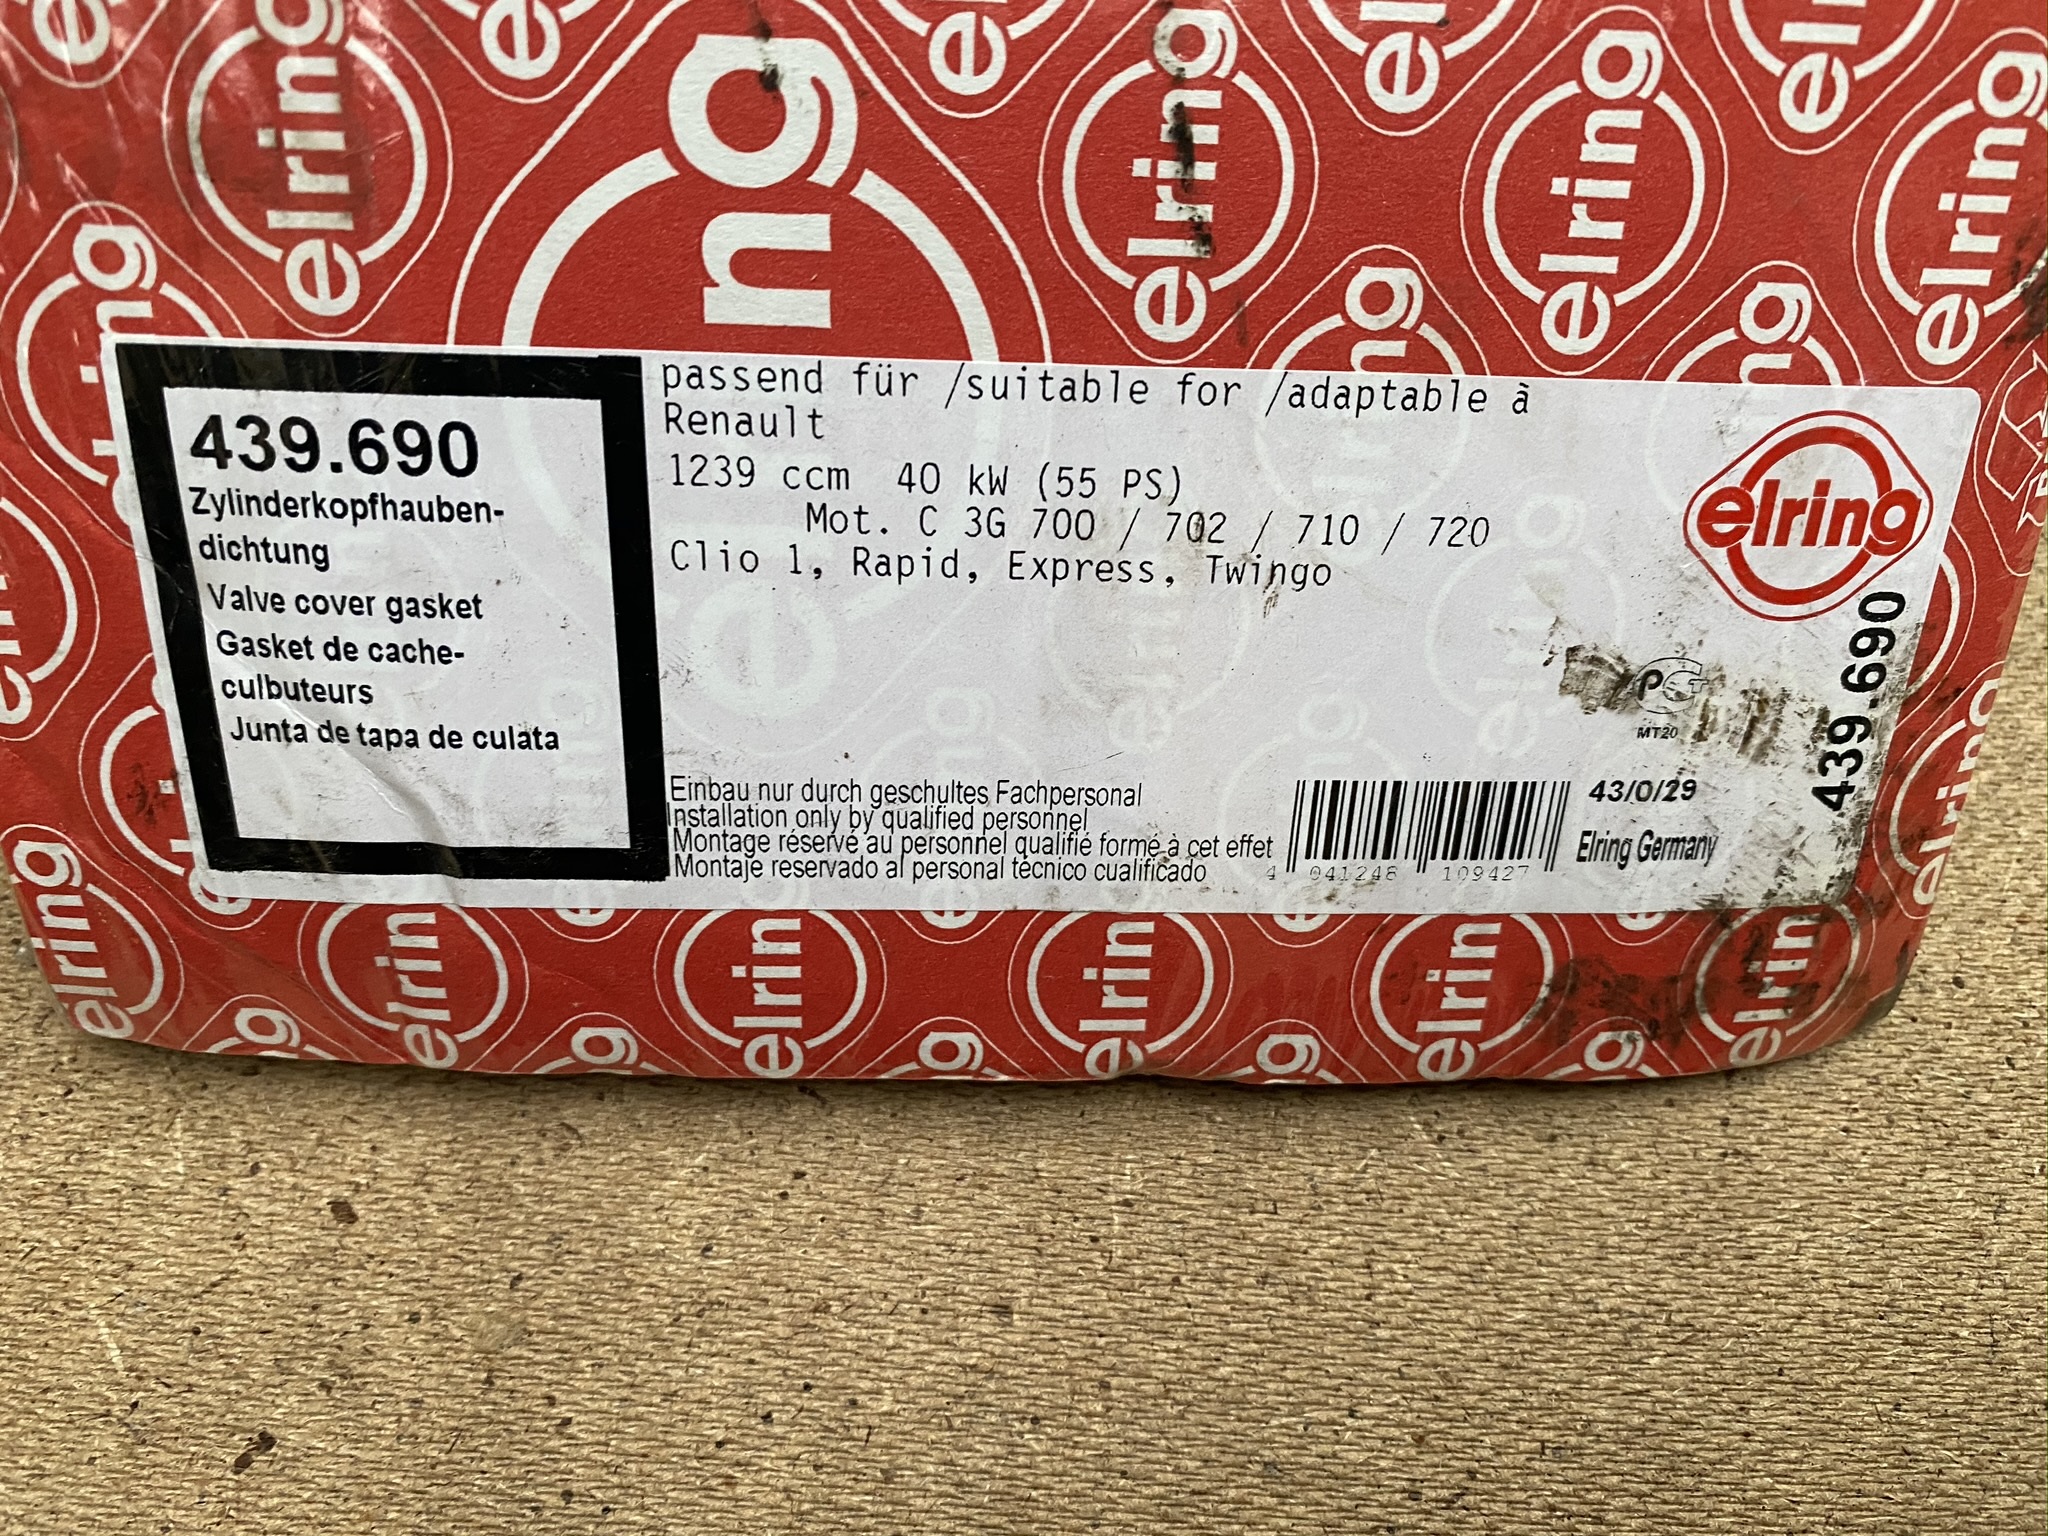 elring
439.690
Zylinderkopfhauben-
dichtung
Valve cover gasket
Gasket de cache-
culbuteurs
Junta de tapa de culata
passend für /suitable for /adaptable à
Renault
1239 ccm 40 kW (55 PS)
Mot. C 3G 700 / 702 / 710 / 720
Clio 1, Rapid, Express, Twingo
elring
439.690
MT20
Einbau nur durch geschultes Fachpersonal
Installation only by qualified personnel
Montage réservé au personnel qualifié formé à cet effet
Montaje reservado al personal técnico cualificado
4 041248 109427
43/0/29
Elring Germany